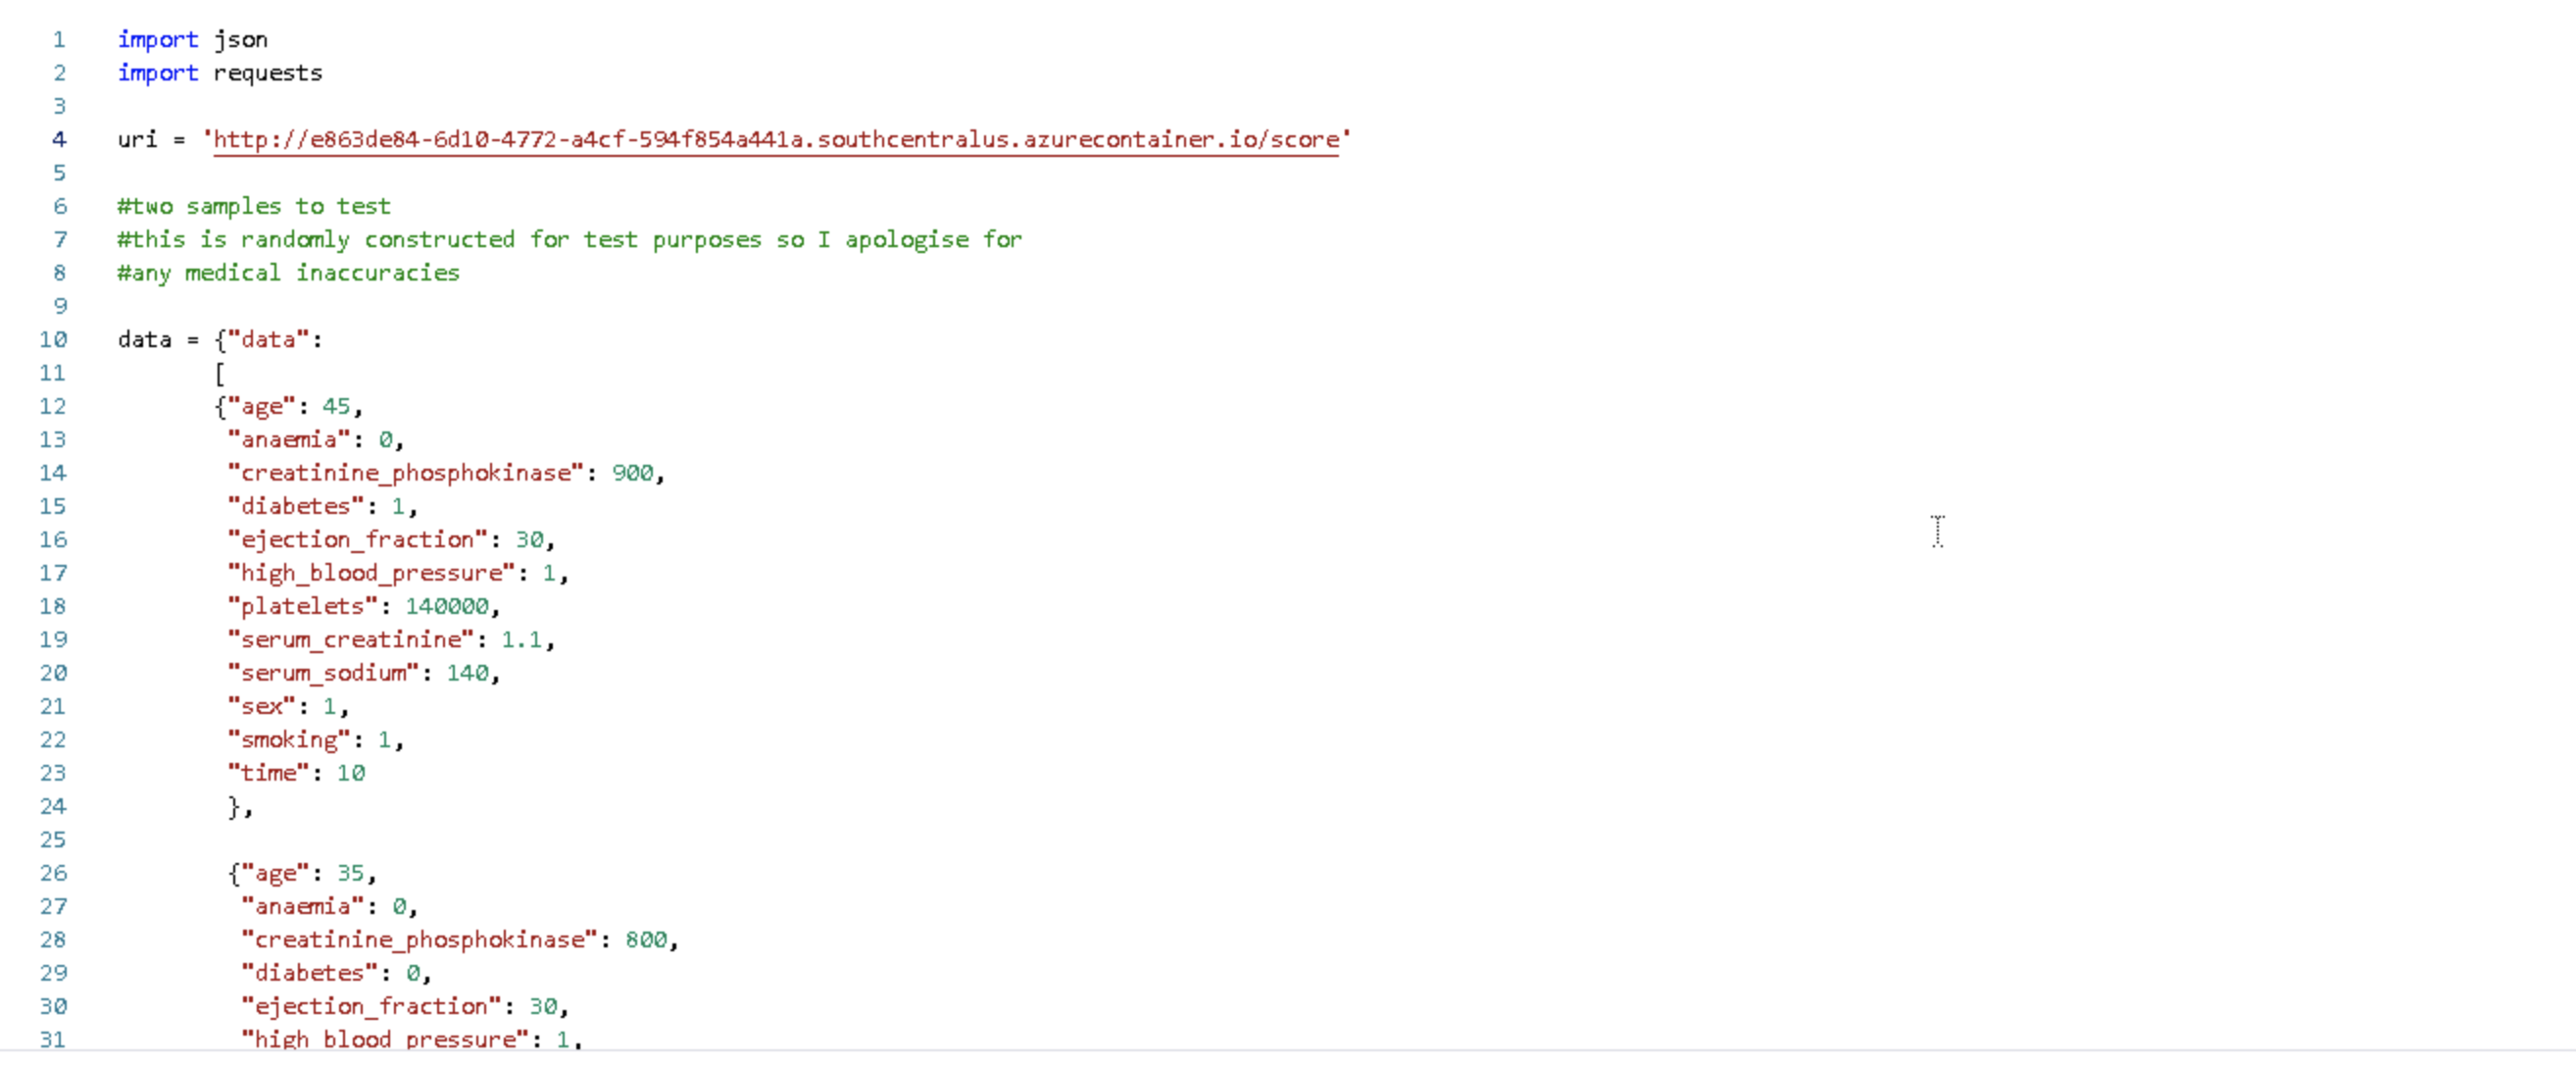 1 import json
2 import requests
3
4 uri = 'http://e863de84-6d10-4772-a4cf-594f854a441a.southcentralus.azurecontainer.io/score'
5
6 #two samples to test
7 #this is randomly constructed for test purposes so I apologise for
8 #any medical inaccuracies
9
10 data = {"data":
11 [
12 {"age": 45,
13 "anaemia": 0,
14 "creatinine_phosphokinase": 900,
15 "diabetes": 1,
16 "ejection_fraction": 30,
17 "high_blood_pressure": 1,
18 "platelets": 140000,
19 "serum_creatinine": 1.1,
20 "serum_sodium": 140,
21 "sex": 1,
22 "smoking": 1,
23 "time": 10
24 },
25
26 {"age": 35,
27 "anaemia": 0,
28 "creatinine_phosphokinase": 800,
29 "diabetes": 0,
30 "ejection_fraction": 30,
31 "high_blood_pressure": 1,